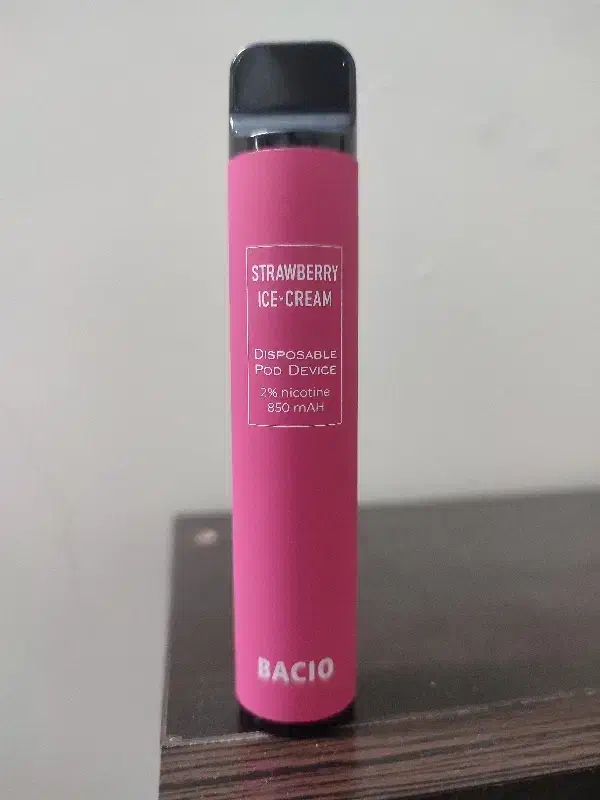 STRAWBERRY
ICE-CREAM
DISPOSABLE
POD DEVICE
2% nicotine
850 mAH
BACIO